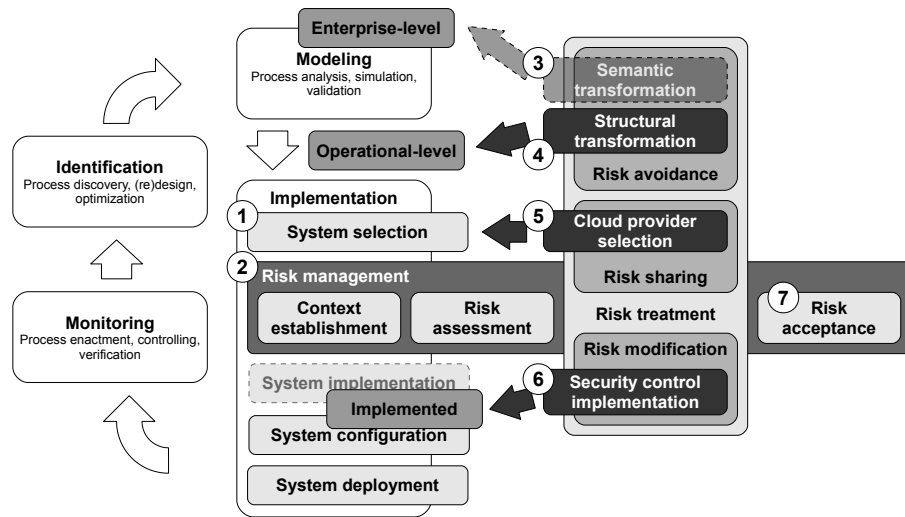 Enterprise-level
Modeling
Process analysis, simulation,
validation
3
Semantic
transformation
Structural
transformation
4
Operational-level
Risk avoidance
Identification
Process discovery, (re)design,
optimization
Implementation
1
System selection
5
Cloud provider
selection
2
Risk management
Risk sharing
Context
establishment
Risk
assessment
Risk treatment
7
Risk
acceptance
Monitoring
Process enactment, controlling,
verification
Risk modification
System implementation
6
Security control
implementation
Implemented
System configuration
System deployment